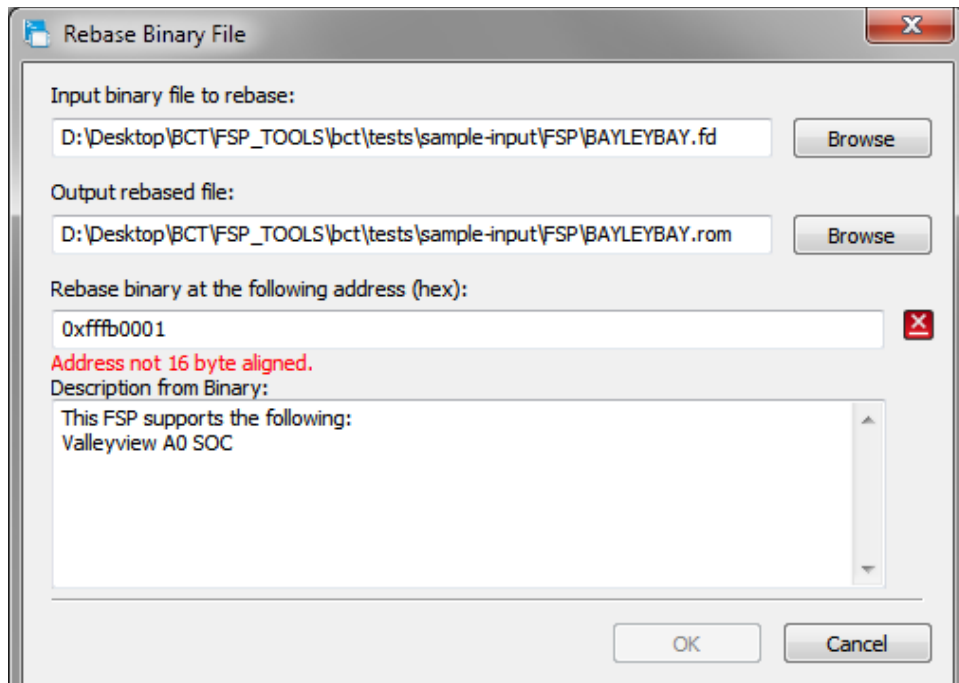 Rebase Binary File
Input binary file to rebase:
D:\Desktop\BCT\FSP_TOOLS\bct\tests\sample-input\FSP\BAYLEYBAY.fd
Browse
Output rebased file:
D:\Desktop\BCT\FSP_TOOLS\bct\tests\sample-input\FSP\BAYLEYBAY.rom
Browse
Rebase binary at the following address (hex):
0xfffb0001
Address not 16 byte aligned.
Description from Binary:
This FSP supports the following:
Valleyview A0 SOC
OK
Cancel